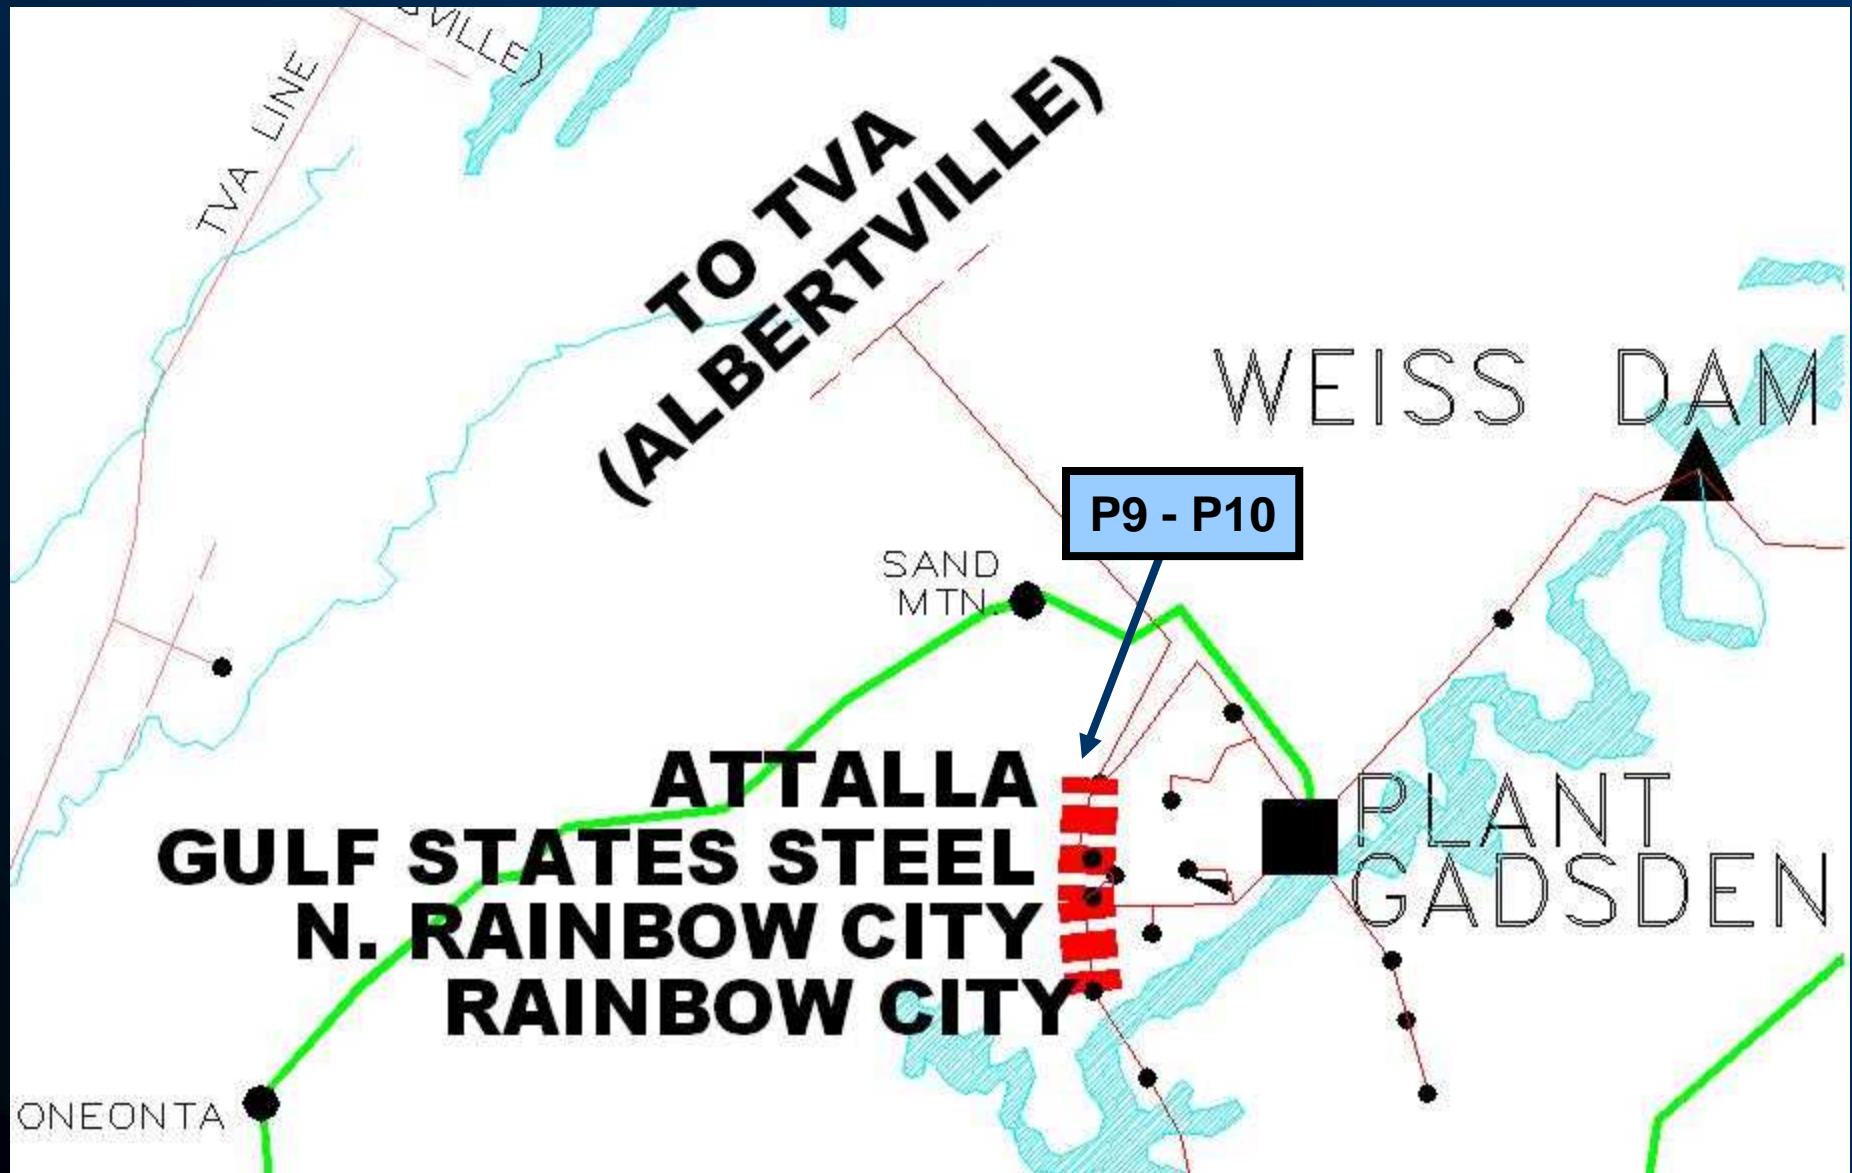 TVA LINE
TO TVA
(ALBERTVILLE)
WEISS DAM
P9 - P10
SAND
MTN.
ATTALLA
GULF STATES STEEL
N. RAINBOW CITY
RAINBOW CITY
PLANT
GADSDEN
ONEONTA